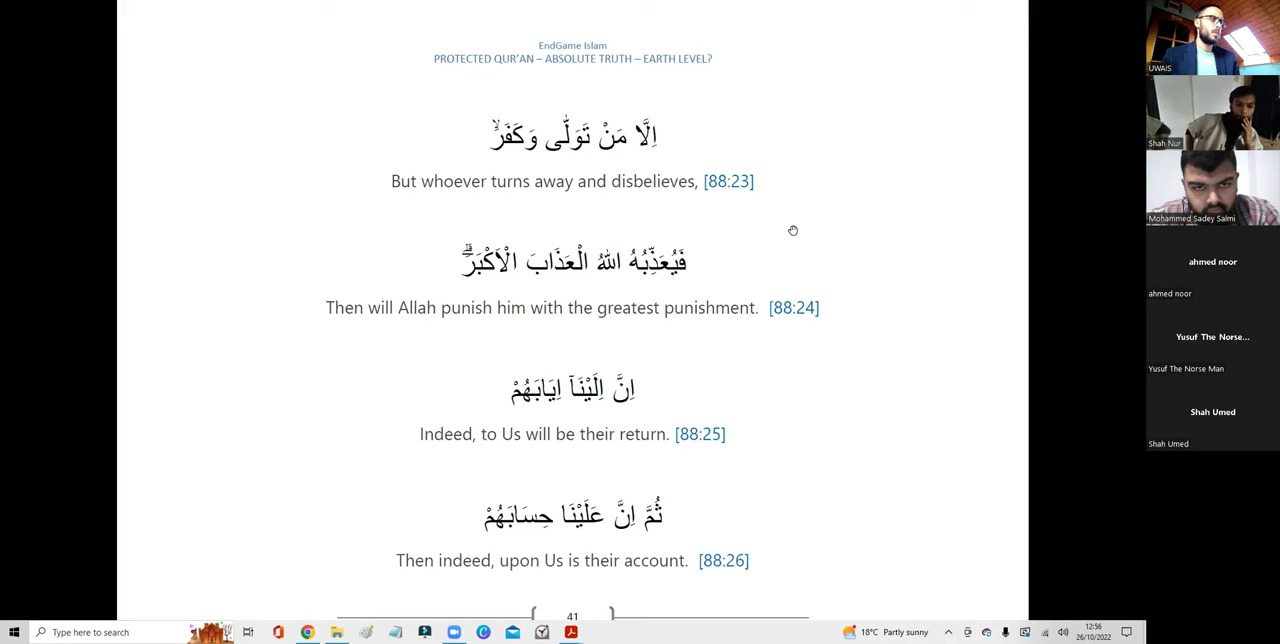 EndGame Islam
PROTECTED QUR'AN – ABSOLUTE TRUTH – EARTH LEVEL?
اِلَّا مَنْ تَوَلّٰى وَكَفَرَۙ
But whoever turns away and disbelieves, [88:23]
فَيُعَذِّبُهُ اللّٰهُ الْعَذَابَ الْاَكْبَرَۗ
Then will Allah punish him with the greatest punishment. [88:24]
اِنَّ اِلَيْنَآ اِيَابَهُمْ
Indeed, to Us will be their return. [88:25]
ثُمَّ اِنَّ عَلَيْنَا حِسَابَهُمْ
Then indeed, upon Us is their account. [88:26]
41
UWAIS
Shah Nur
Mohammed Sadey Salmi
ahmed noor
ahmed noor
Yusuf The Norse...
Yusuf The Norse Man
Shah Umed
Shah Umed
Type here to search
18°C Partly sunny
12:56
26/10/2022